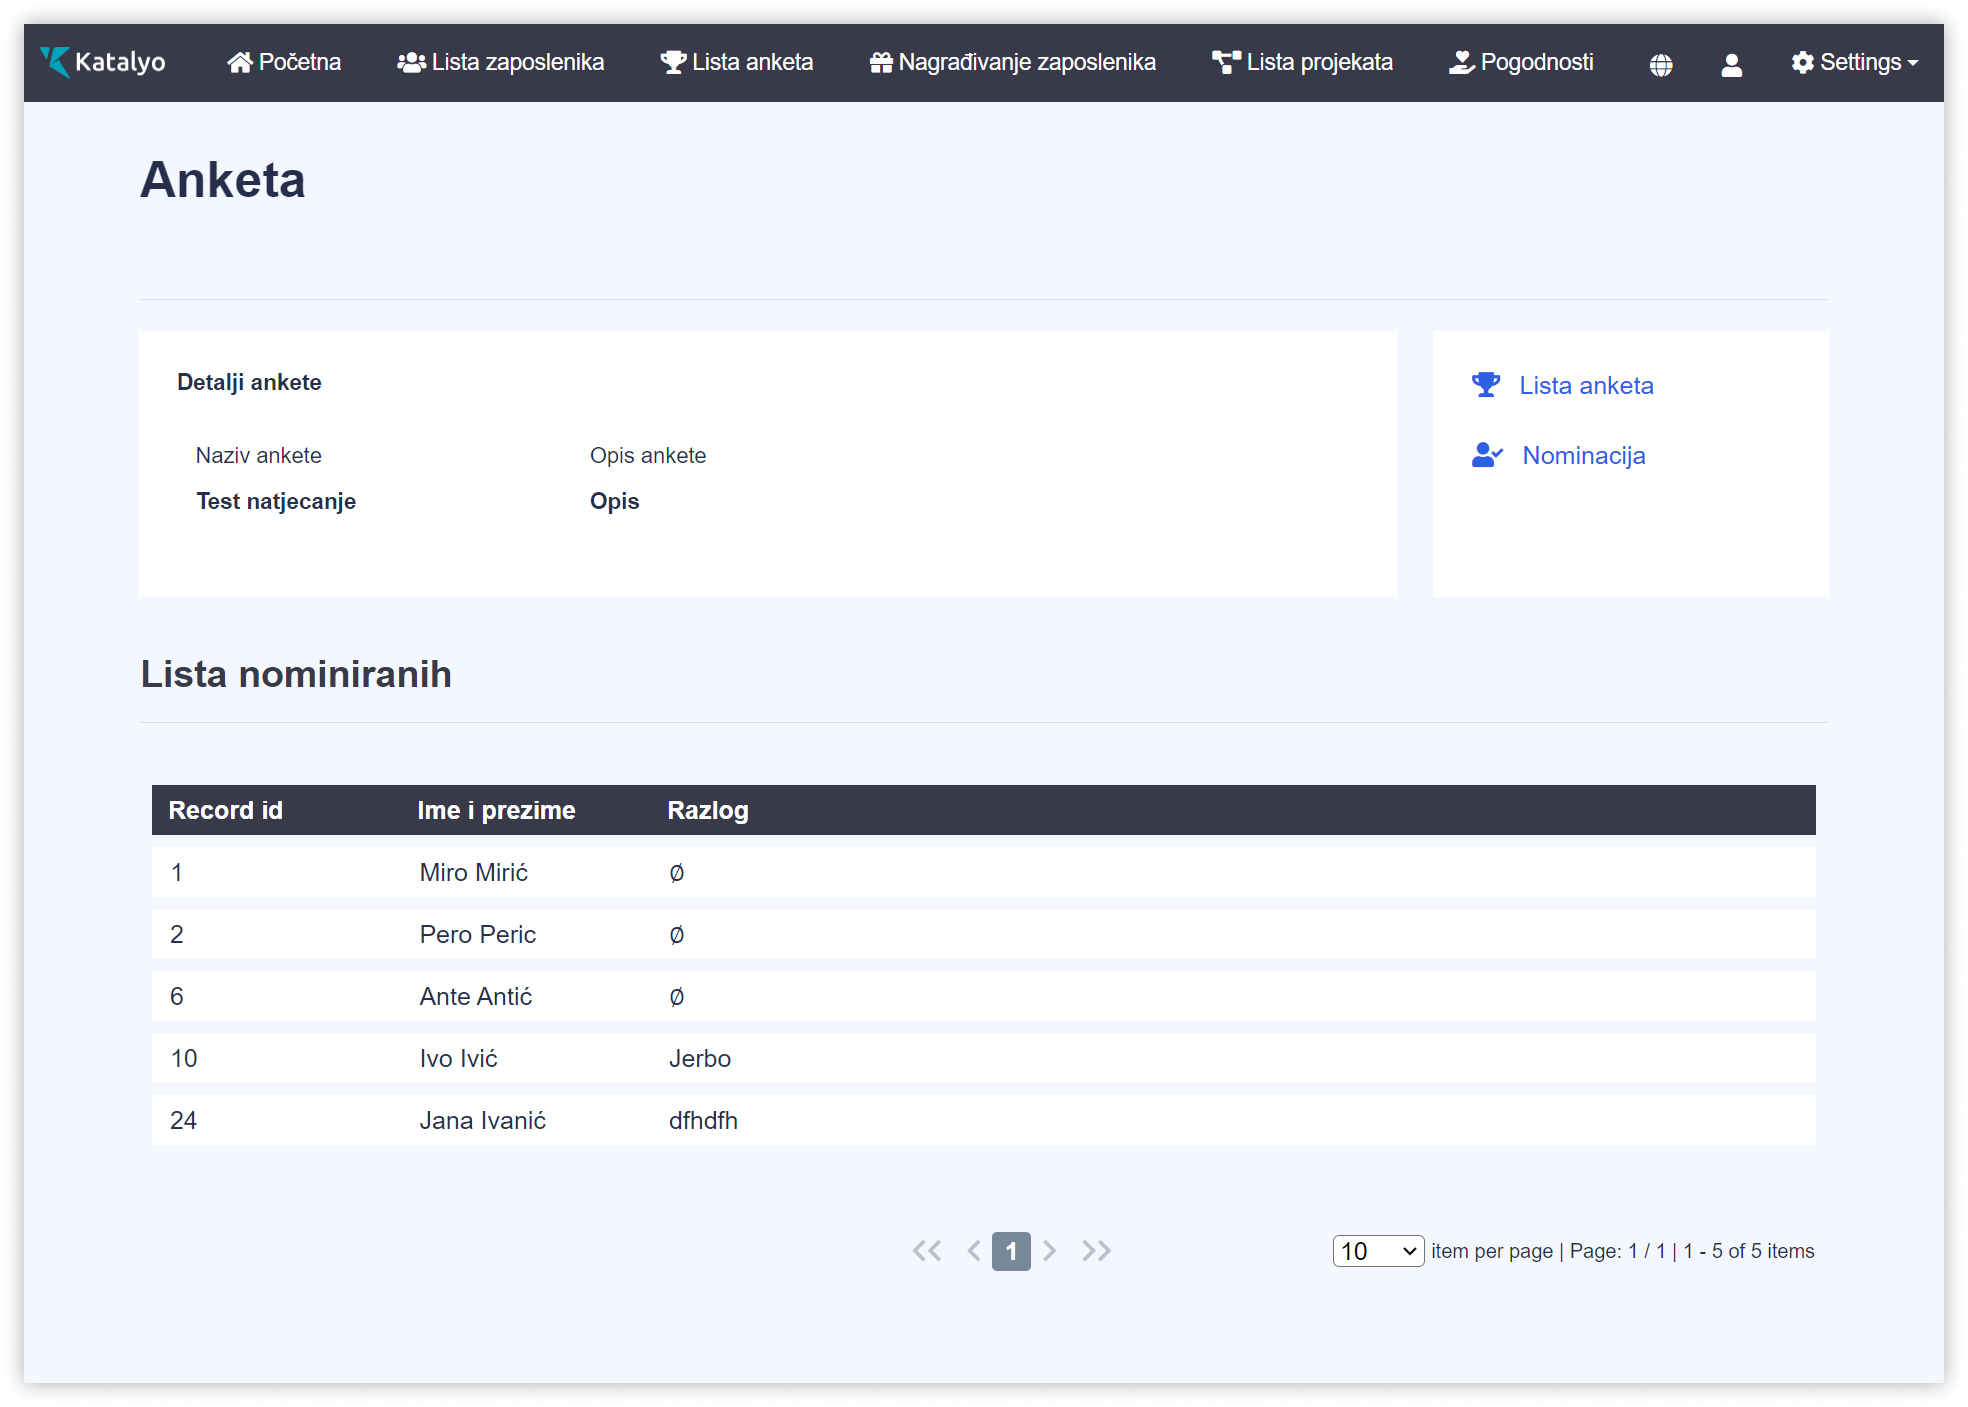 Katalyo Početna Lista zaposlenika Lista anketa Nagrađivanje zaposlenika Lista projekata Pogodnosti Settings
Anketa
Detalji ankete
Naziv ankete Opis ankete
Test natjecanje Opis
Lista anketa
Nominacija
Lista nominiranih
Record id Ime i prezime Razlog
1 Miro Mirić Ø
2 Pero Peric Ø
6 Ante Antić Ø
10 Ivo Ivić Jerbo
24 Jana Ivanić dfhdfh
1 10 item per page | Page: 1 / 1 | 1 - 5 of 5 items